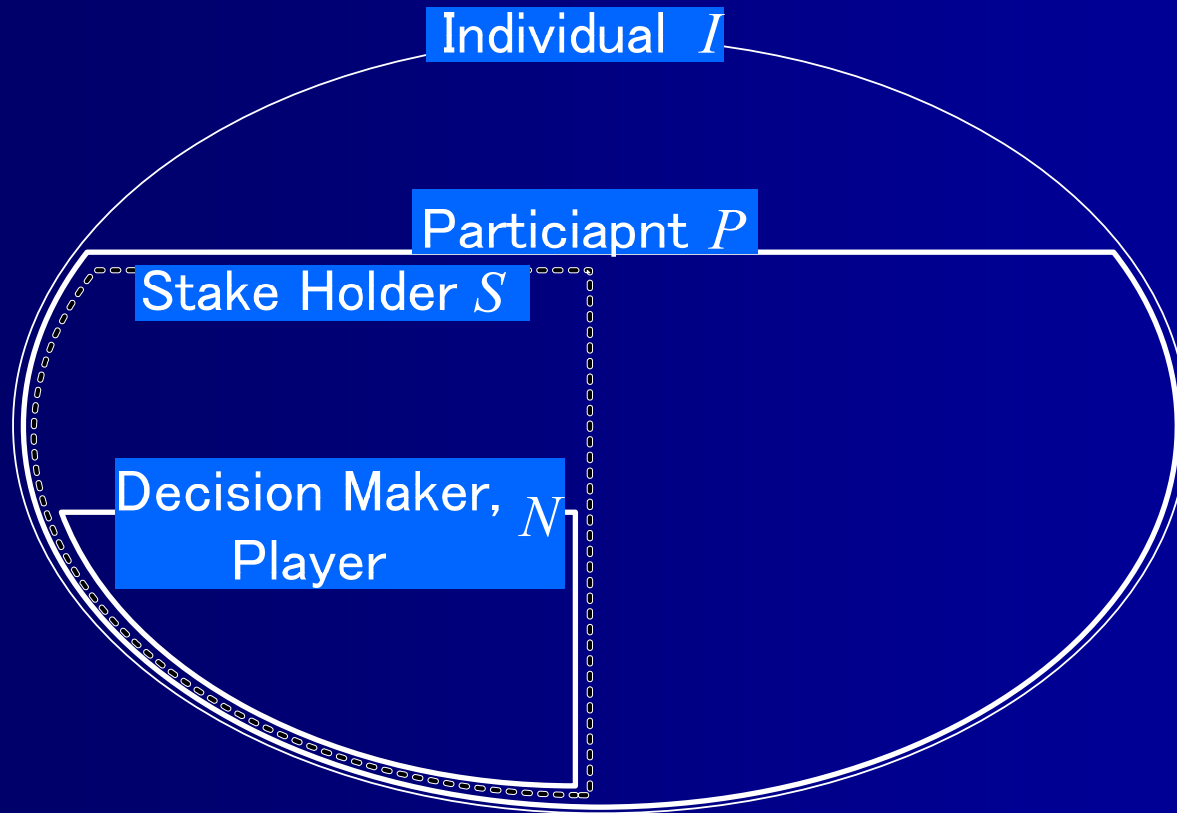 Individual I
Particiapnt P
Stake Holder S
Decision Maker, N
Player